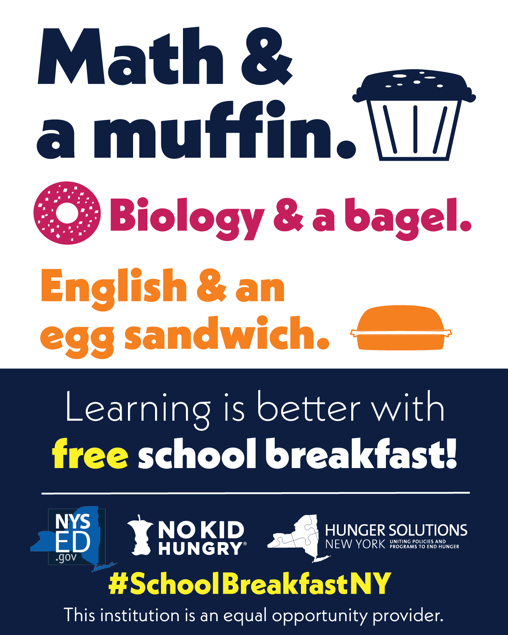 Math &
a muffin.
Biology & a bagel.
English & an
egg sandwich.
Learning is better with
free school breakfast!
NYS
ED
.gov
NO KID
HUNGRY®
HUNGER SOLUTIONS
NEW YORK UNITING POLICIES AND
PROGRAMS TO END HUNGER
#SchoolBreakfastNY
This institution is an equal opportunity provider.